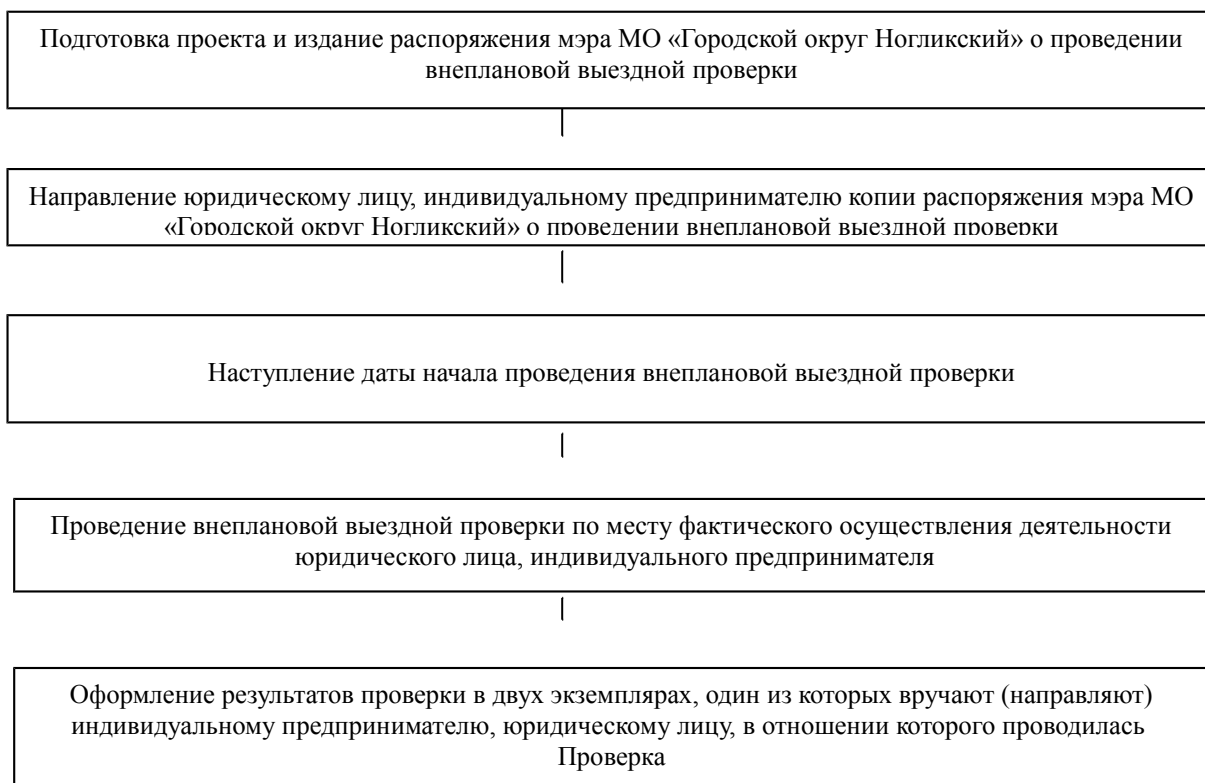 Подготовка проекта и издание распоряжения мэра МО «Городской округ Ногликский» о проведении
внеплановой выездной проверки
Направление юридическому лицу, индивидуальному предпринимателю копии распоряжения мэра МО
«Городской округ Ногликский» о проведении внеплановой выездной проверки
Наступление даты начала проведения внеплановой выездной проверки
Проведение внеплановой выездной проверки по месту фактического осуществления деятельности
юридического лица, индивидуального предпринимателя
Оформление результатов проверки в двух экземплярах, один из которых вручают (направляют)
индивидуальному предпринимателю, юридическому лицу, в отношении которого проводилась
Проверка